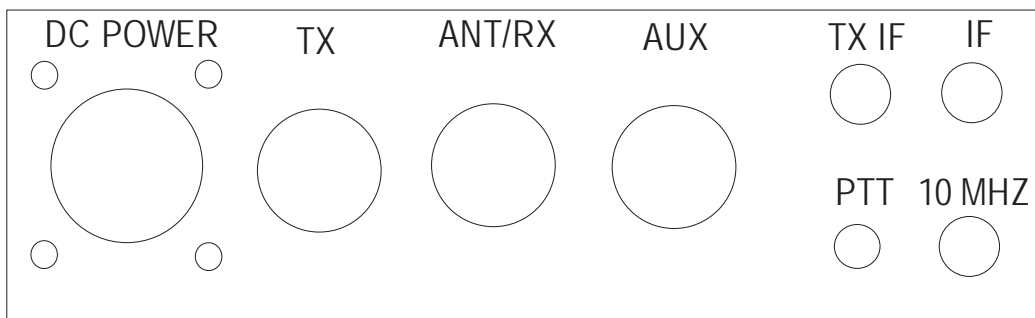 DC POWER
TX
ANT/RX
AUX
TX IF
IF
PTT
10 MHZ